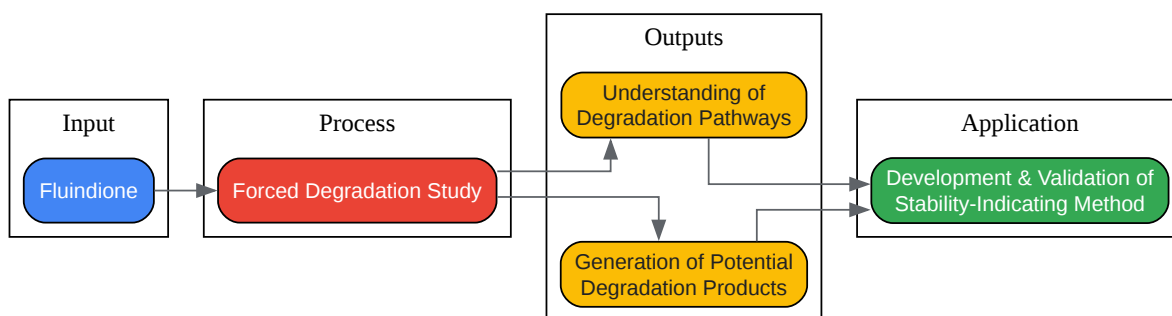 Input
Fluindione
Process
Forced Degradation Study
Outputs
Understanding of
Degradation Pathways
Generation of Potential
Degradation Products
Application
Development & Validation of
Stability-Indicating Method